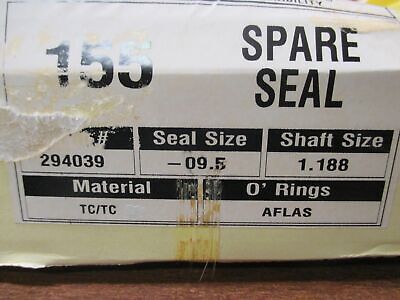 155
SPARE
SEAL
# Seal Size Shaft Size
294039 –09.5 1.188
Material O' Rings
TC/TC AFLAS